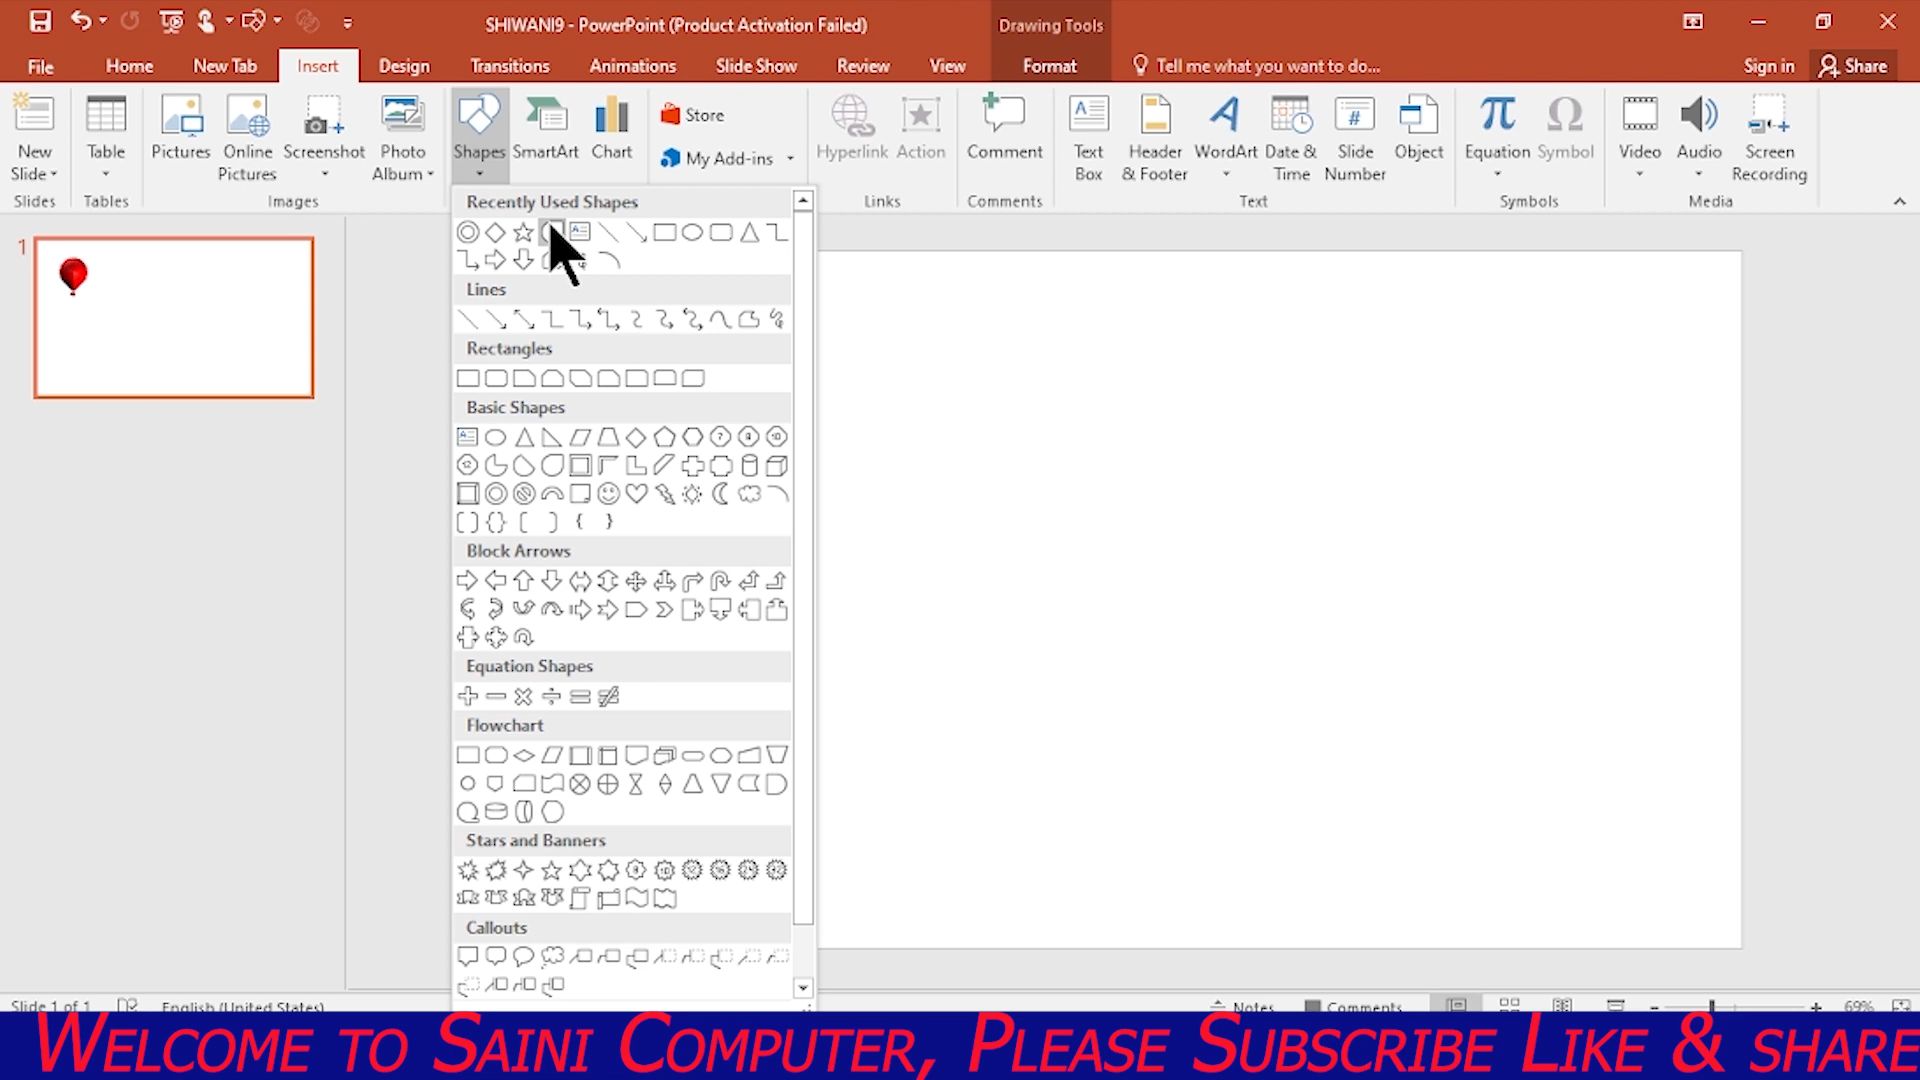 SHIWANI9 - PowerPoint (Product Activation Failed)
Drawing Tools
File Home New Tab Insert Design Transitions Animations Slide Show Review View Format Tell me what you want to do... Sign in Share
New Slide
Table
Pictures
Online Pictures
Screenshot
Photo Album
Shapes
SmartArt
Chart
Store
My Add-ins
Hyperlink
Action
Comment
Text Box
Header & Footer
WordArt
Date & Time
Slide Number
Object
Equation
Symbol
Video
Audio
Screen Recording
Slides Tables Images Links Comments Text Symbols Media
Recently Used Shapes
Lines
Rectangles
Basic Shapes
Block Arrows
Equation Shapes
Flowchart
Stars and Banners
Callouts
1
Slide 1 of 1 English (United States) Notes Comments 69%
WELCOME TO SAINI COMPUTER, PLEASE SUBSCRIBE LIKE & SHARE